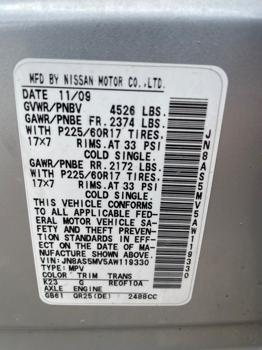 MFD BY NISSAN MOTOR CO.,LTD.
DATE 11/09
GVWR/PNBV 4526 LBS.
GAWR/PNBE FR. 2374 LBS.
WITH P225/60R17 TIRES.
17X7 RIMS. AT 33 PSI
COLD SINGLE.
GAWR/PNBE RR. 2172 LBS.
WITH P225/60R17 TIRES.
17X7 RIMS. AT 33 PSI
COLD SINGLE.
THIS VEHICLE CONFORMS
TO ALL APPLICABLE FED-
ERAL MOTOR VEHICLE SA-
FETY AND THEFT PREVEN-
TION STANDARDS IN
EFFECT ON THE DATE OF
MANUFACTURE SHOWN ABOVE
VIN: JN8AS5MV5AW119330
TYPE: MPV
COLOR TRIM TRANS
K23 G RE0F10A
AXLE ENGINE
GB61 QR25(DE) 2488CC
JN8AS5MV5AW119330